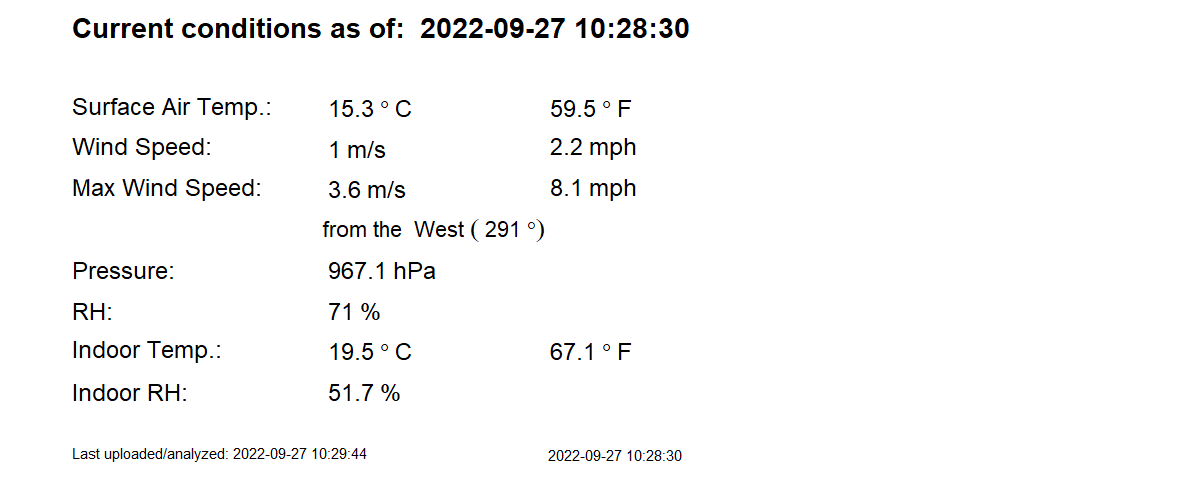 Current conditions as of:  2022-09-27 10:28:30
Surface Air Temp.: 15.3 ° C 59.5 ° F
Wind Speed: 1 m/s 2.2 mph
Max Wind Speed: 3.6 m/s 8.1 mph
from the  West ( 291 °)
Pressure: 967.1 hPa
RH: 71 %
Indoor Temp.: 19.5 ° C 67.1 ° F
Indoor RH: 51.7 %
Last uploaded/analyzed: 2022-09-27 10:29:44 2022-09-27 10:28:30